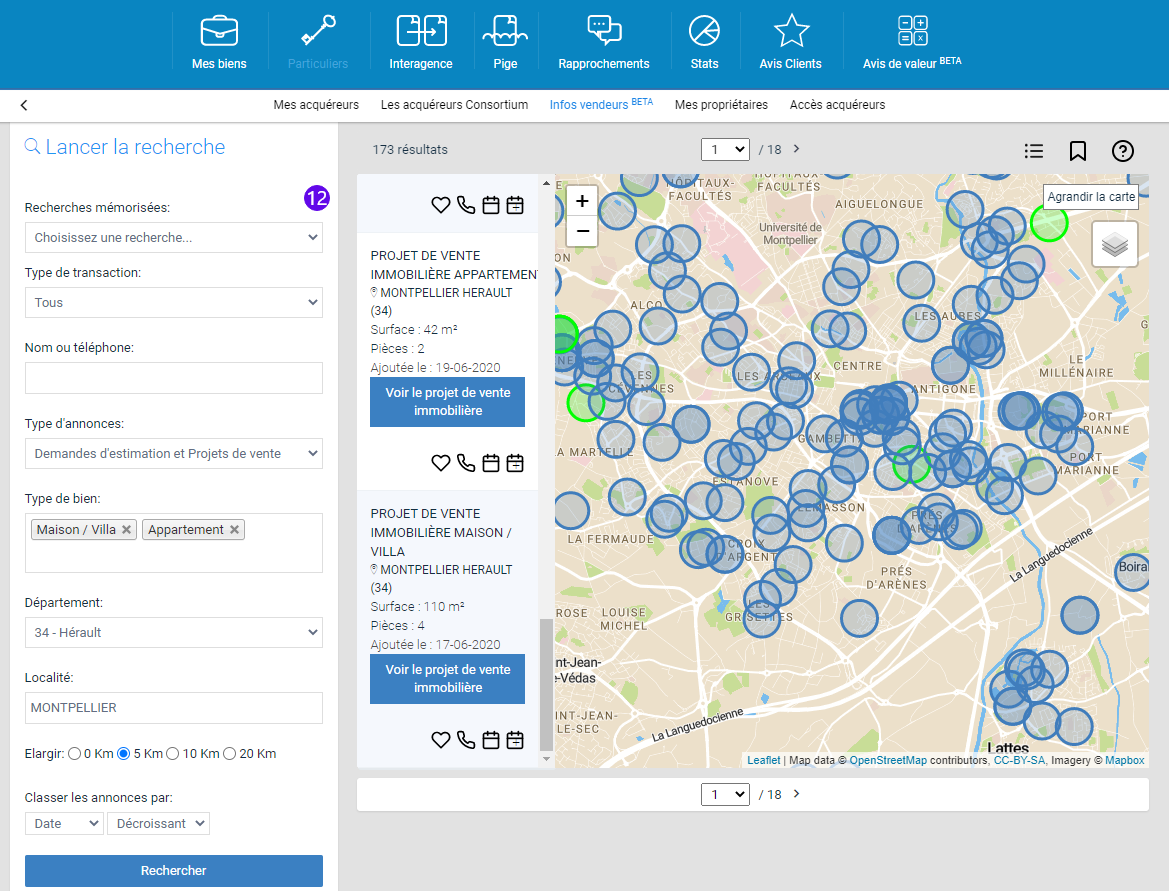 Mes biens
Particuliers
Interagence
Pige
Rapprochements
Stats
Avis Clients
Avis de valeur BETA
Mes acquéreurs
Les acquéreurs Consortium
Infos vendeurs BETA
Mes propriétaires
Accès acquéreurs
Lancer la recherche
12
Recherches mémorisées:
Choisissez une recherche...
Type de transaction:
Tous
Nom ou téléphone:
Type d'annonces:
Demandes d'estimation et Projets de vente
Type de bien:
Maison / Villa ×
Appartement ×
Département:
34 - Hérault
Localité:
MONTPELLIER
Elargir: 0 Km 5 Km 10 Km 20 Km
Classer les annonces par:
Date
Décroissant
Rechercher
173 résultats
1 / 18
PROJET DE VENTE
IMMOBILIÈRE APPARTEMEN
MONTPELLIER HERAULT
(34)
Surface : 42 m²
Pièces : 2
Ajoutée le : 19-06-2020
Voir le projet de vente
immobilière
PROJET DE VENTE
IMMOBILIÈRE MAISON /
VILLA
MONTPELLIER HERAULT
(34)
Surface : 110 m²
Pièces : 4
Ajoutée le : 17-06-2020
Voir le projet de vente
immobilière
+
−
Agrandir la carte
HÔPITAUX-
FACULTÉS
HÔPITAUX-
FACULTÉS
AIGUELONGUE
Université de
Montpellier
ALCO
LES AUBES
LES ARCEAUX
CENTRE
ANTIGONE
LE
MILLÉNAIRE
LES
CÉVENNES
PORT
MARIANNE
PORT
MARIANNE
GAMBETTA
LA MARTELLE
ESTANOVE
LEMASSON
LA FERMAUDE
CROIX
D'ARGENT
PRÉS
D'ARÈNES
PRÉS
D'ARÈNES
La Languedocienne
Boira
LES
GRISETTES
LOUISE
MICHEL
ROSE
nt-Jean-
e-Védas
INT-JEAN-
LE-SEC
La Languedocienne
Lattes
Leaflet | Map data © OpenStreetMap contributors, CC-BY-SA, Imagery © Mapbox
1 / 18